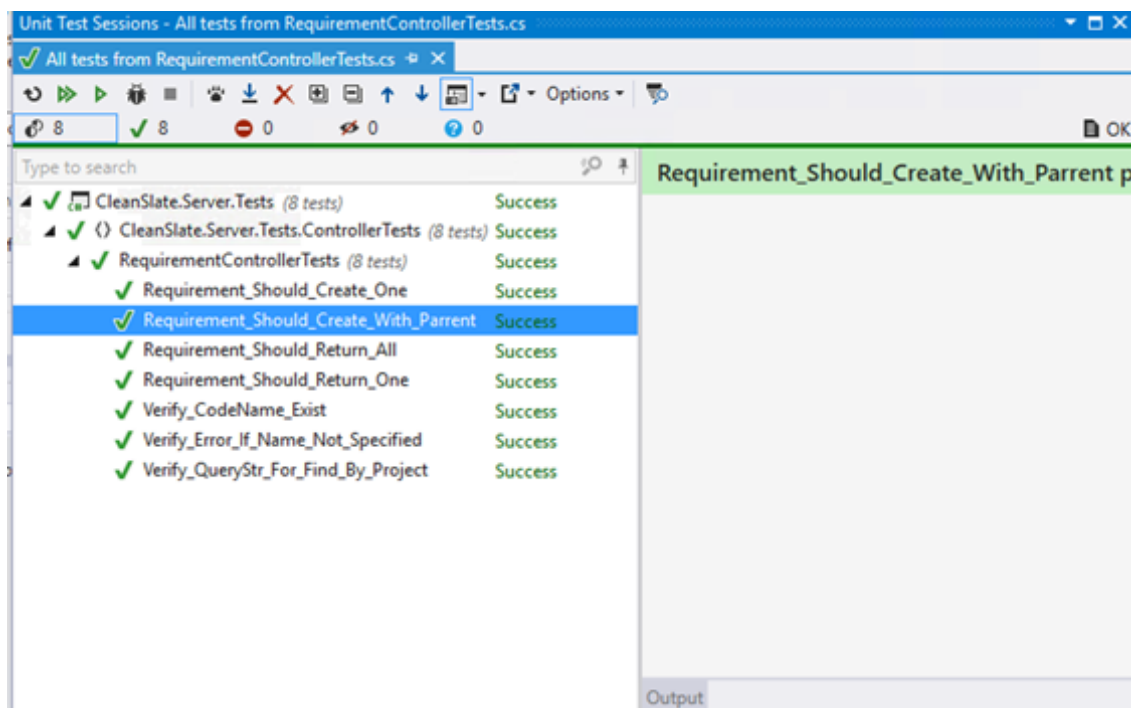 Unit Test Sessions - All tests from RequirementControllerTests.cs
All tests from RequirementControllerTests.cs
Options
8 8 0 0 0 OK
Type to search
Requirement_Should_Create_With_Parrent p
CleanSlate.Server.Tests (8 tests) Success
CleanSlate.Server.Tests.ControllerTests (8 tests) Success
RequirementControllerTests (8 tests) Success
Requirement_Should_Create_One Success
Requirement_Should_Create_With_Parrent Success
Requirement_Should_Return_All Success
Requirement_Should_Return_One Success
Verify_CodeName_Exist Success
Verify_Error_If_Name_Not_Specified Success
Verify_QueryStr_For_Find_By_Project Success
Output